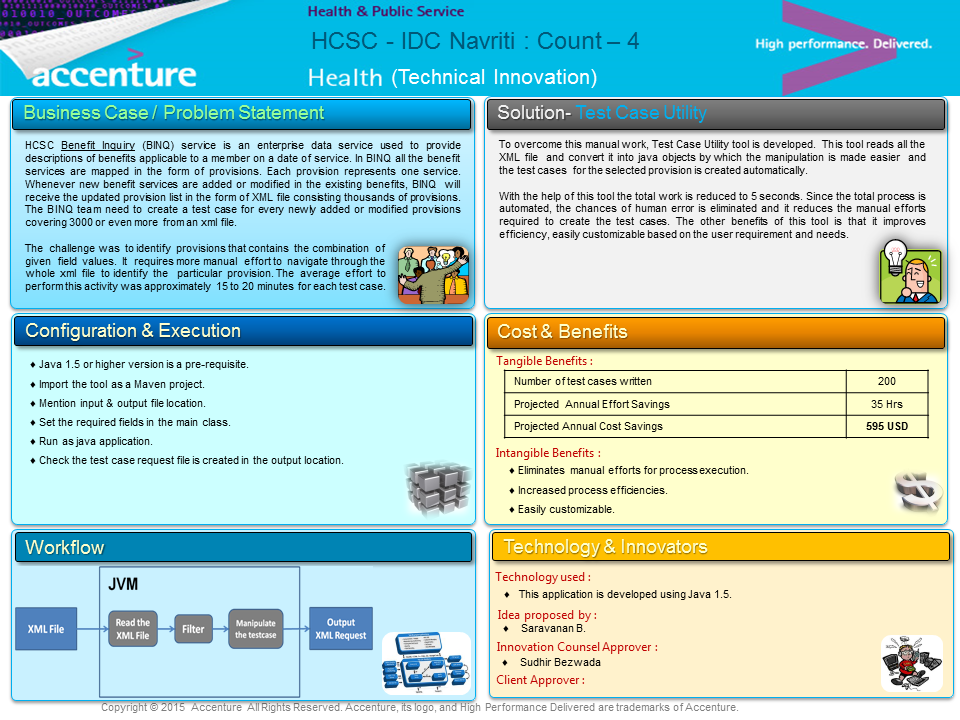 010010_OUTCOME
Health & Public Service
HCSC - IDC Navriti : Count – 4
High performance. Delivered.
accenture
Health (Technical Innovation)
Business Case / Problem Statement
HCSC Benefit Inquiry (BINQ) service is an enterprise data service used to provide
descriptions of benefits applicable to a member on a date of service. In BINQ all the benefit
services are mapped in the form of provisions. Each provision represents one service.
Whenever new benefit services are added or modified in the existing benefits, BINQ will
receive the updated provision list in the form of XML file consisting thousands of provisions.
The BINQ team need to create a test case for every newly added or modified provisions
covering 3000 or even more from an xml file.
The challenge was to identify provisions that contains the combination of
given field values. It requires more manual effort to navigate through the
whole xml file to identify the particular provision. The average effort to
perform this activity was approximately 15 to 20 minutes for each test case.
Solution- Test Case Utility
To overcome this manual work, Test Case Utility tool is developed. This tool reads all the
XML file and convert it into java objects by which the manipulation is made easier and
the test cases for the selected provision is created automatically.
With the help of this tool the total work is reduced to 5 seconds. Since the total process is
automated, the chances of human error is eliminated and it reduces the manual efforts
required to create the test cases. The other benefits of this tool is that it improves
efficiency, easily customizable based on the user requirement and needs.
Configuration & Execution
♦ Java 1.5 or higher version is a pre-requisite.
♦ Import the tool as a Maven project.
♦ Mention input & output file location.
♦ Set the required fields in the main class.
♦ Run as java application.
♦ Check the test case request file is created in the output location.
Cost & Benefits
Tangible Benefits :
Number of test cases written 200
Projected Annual Effort Savings 35 Hrs
Projected Annual Cost Savings 595 USD
Intangible Benefits :
♦ Eliminates manual efforts for process execution.
♦ Increased process efficiencies.
♦ Easily customizable.
Workflow
JVM
XML File
Read the
XML File
Filter
Manipulate
the testcase
Output
XML Request
Technology & Innovators
Technology used :
♦ This application is developed using Java 1.5.
Idea proposed by :
♦ Saravanan B.
Innovation Counsel Approver :
♦ Sudhir Bezwada
Client Approver :
Copyright © 2015 Accenture All Rights Reserved. Accenture, its logo, and High Performance Delivered are trademarks of Accenture.